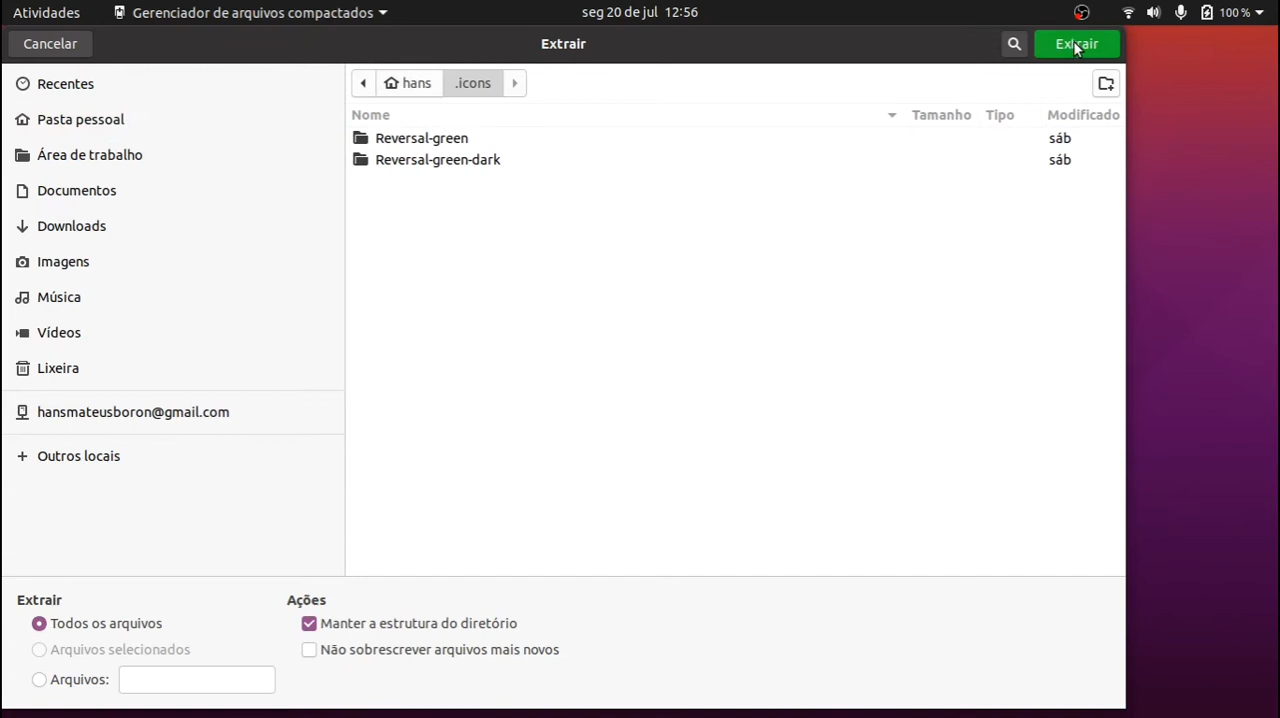 Atividades
Gerenciador de arquivos compactados
seg 20 de jul 12:56
100 %
Cancelar
Extrair
Extrair
Recentes
Pasta pessoal
Área de trabalho
Documentos
Downloads
Imagens
Música
Vídeos
Lixeira
hansmateusboron@gmail.com
+ Outros locais
hans
.icons
Nome
Tamanho
Tipo
Modificado
Reversal-green
sáb
Reversal-green-dark
sáb
Extrair
Todos os arquivos
Arquivos selecionados
Arquivos:
Ações
Manter a estrutura do diretório
Não sobrescrever arquivos mais novos